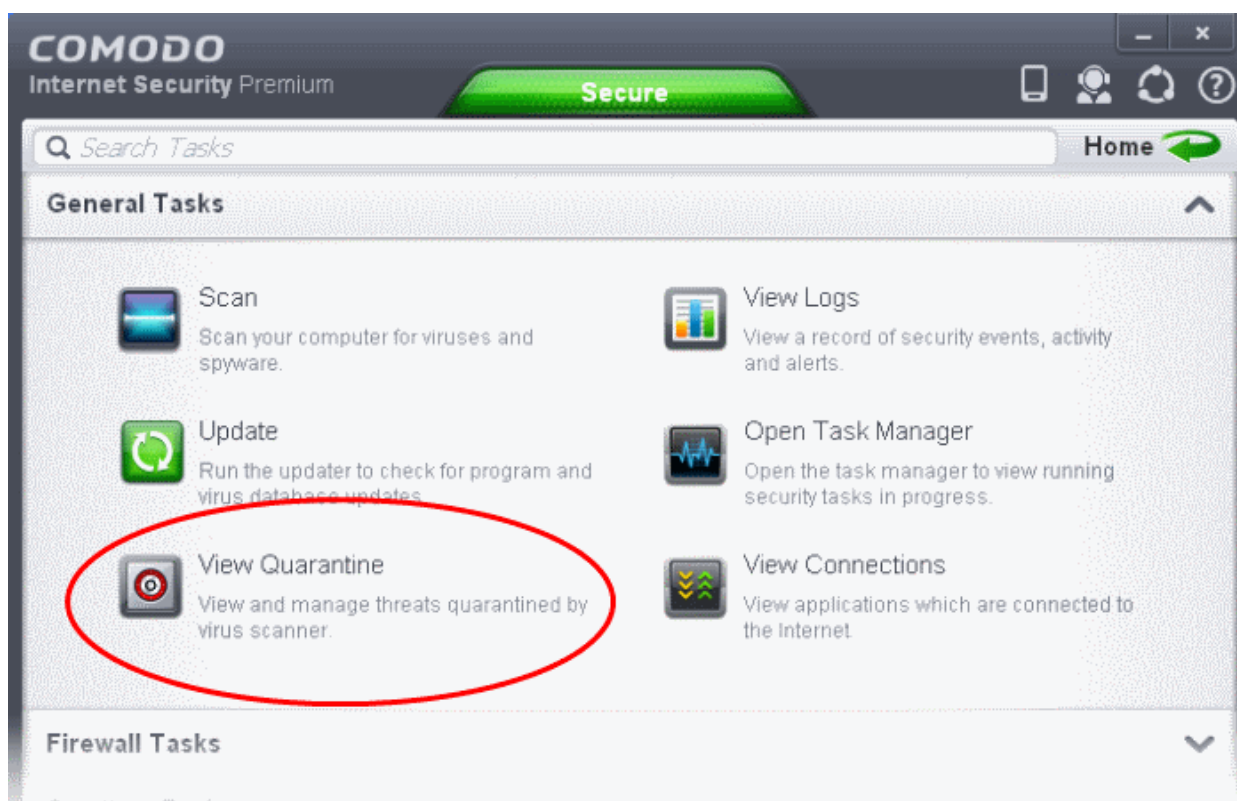 COMODO
Internet Security Premium
Secure
Search Tasks
Home
General Tasks
Scan
Scan your computer for viruses and
spyware.
View Logs
View a record of security events, activity
and alerts.
Update
Run the updater to check for program and
virus database updates.
Open Task Manager
Open the task manager to view running
security tasks in progress.
View Quarantine
View and manage threats quarantined by
virus scanner.
View Connections
View applications which are connected to
the Internet
Firewall Tasks